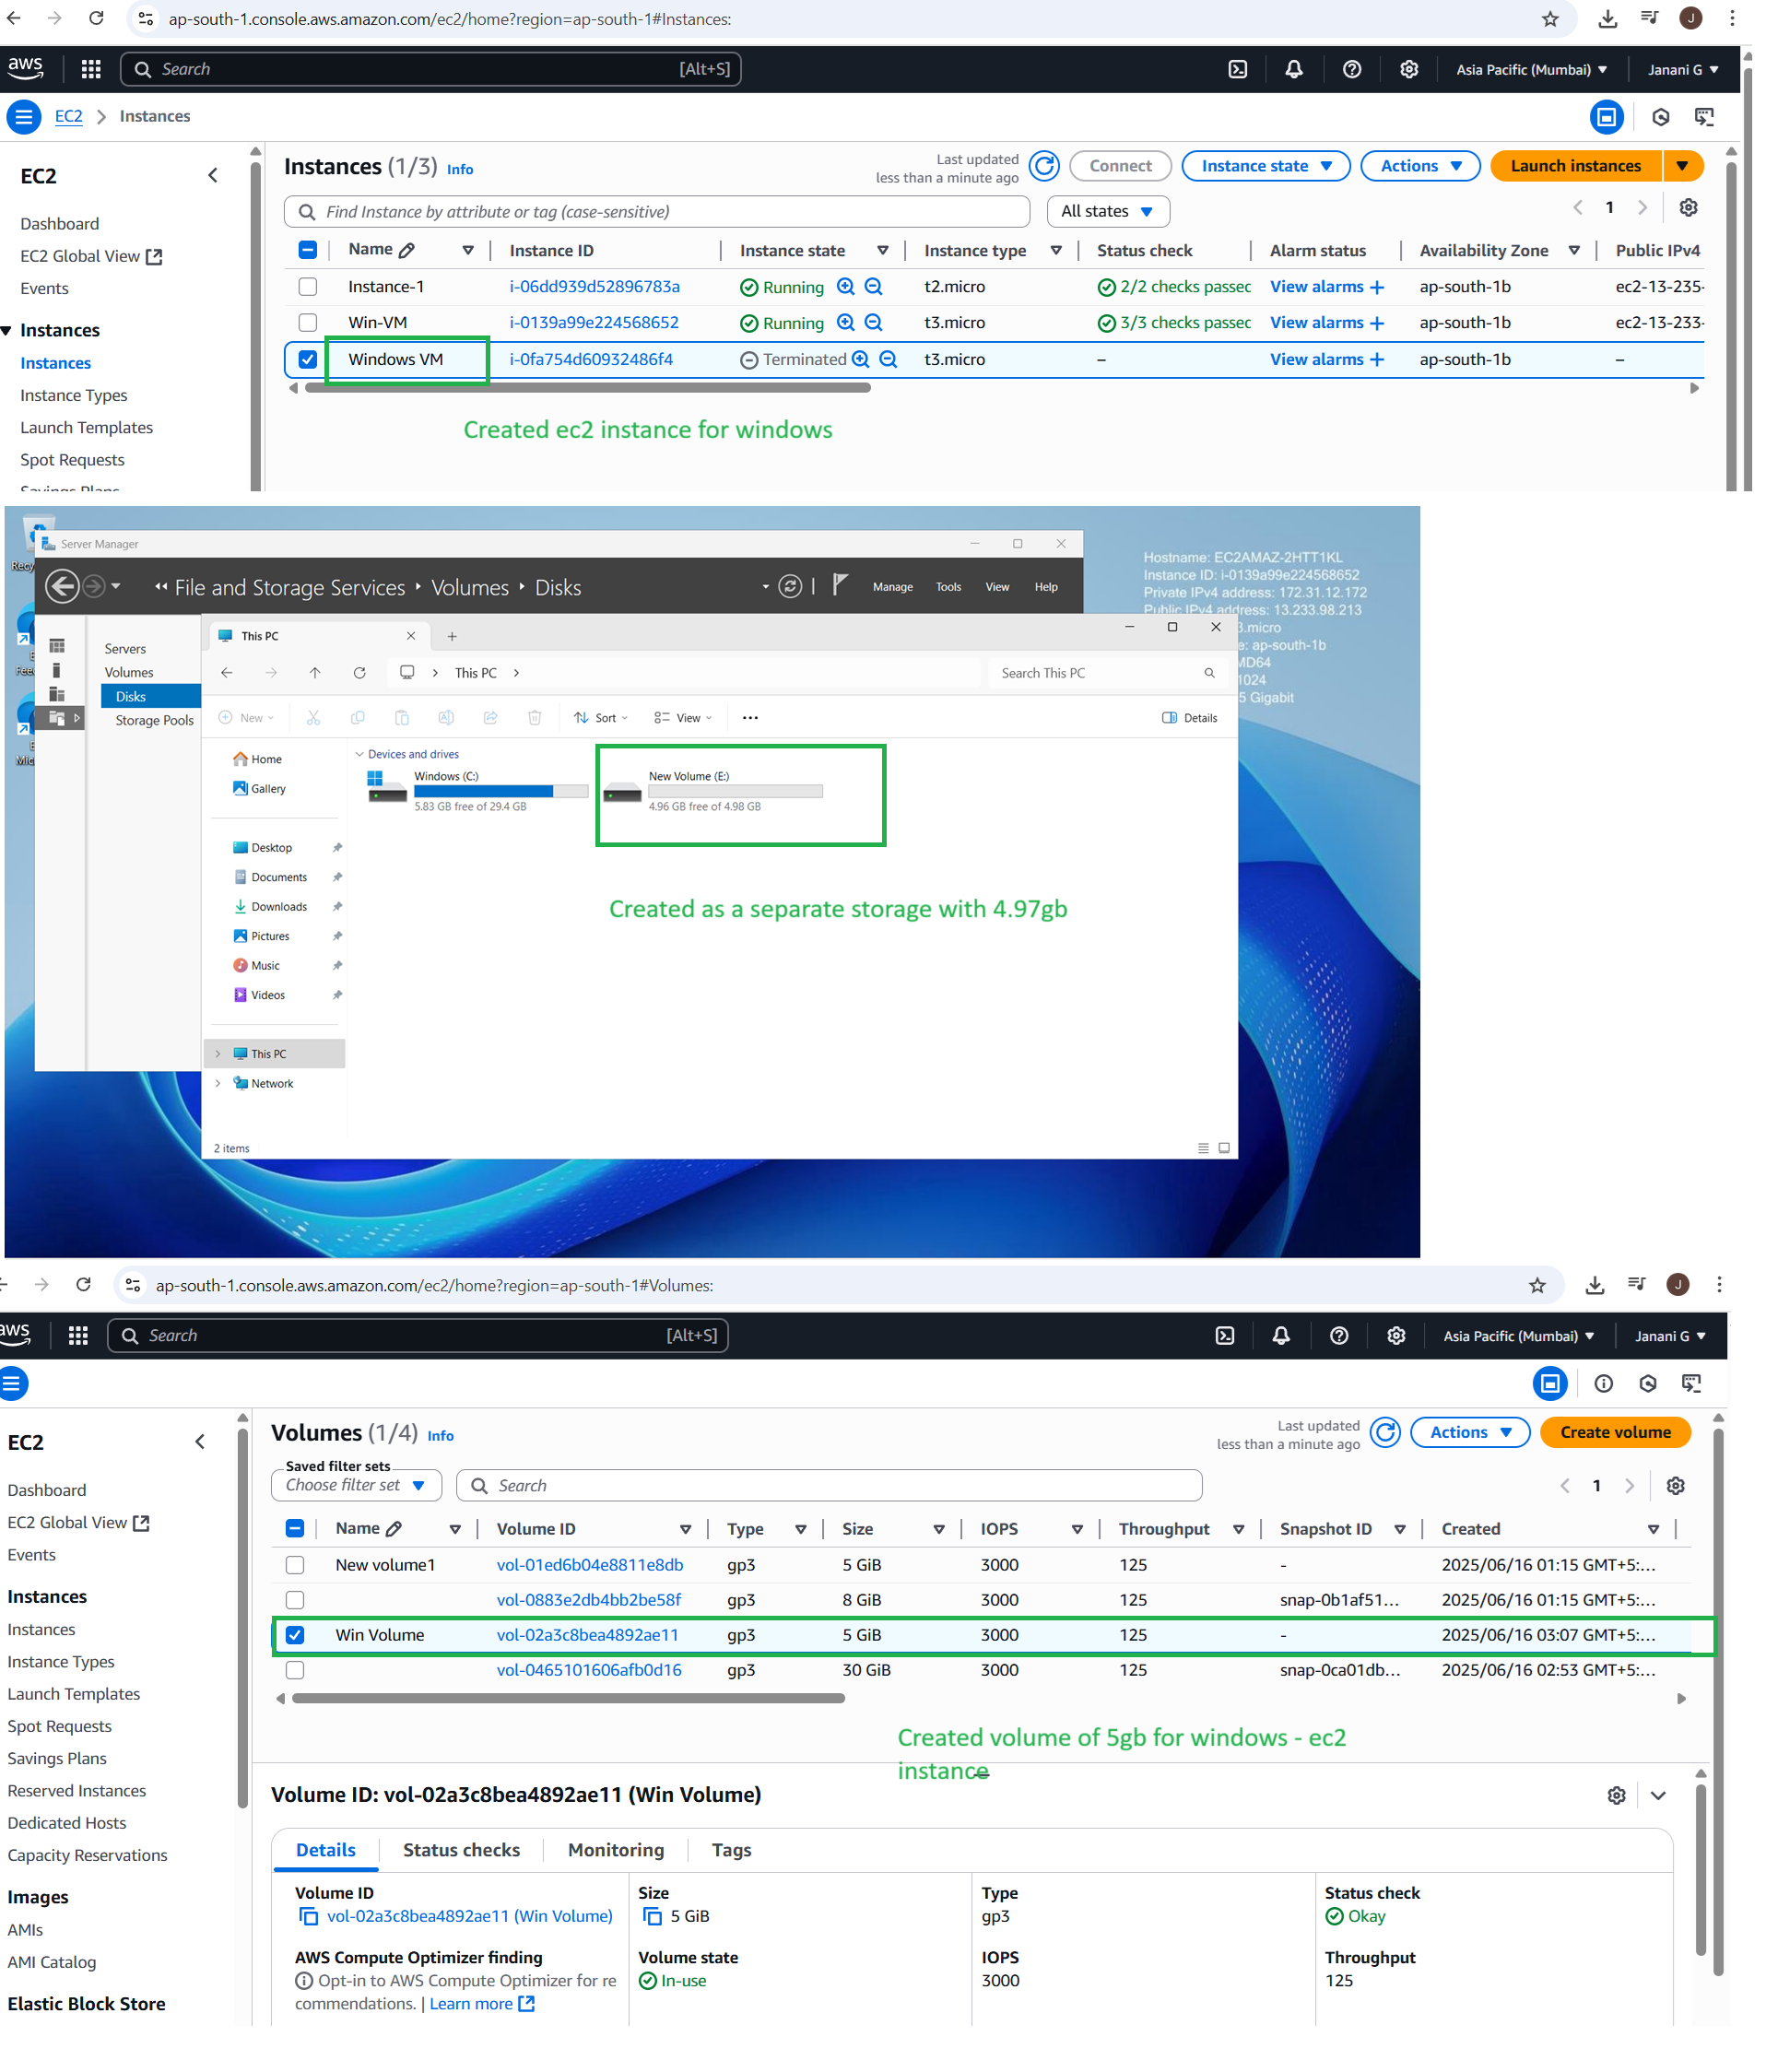 ap-south-1.console.aws.amazon.com/ec2/home?region=ap-south-1#Instances:
J
aws
Search [Alt+S]
Asia Pacific (Mumbai) Janani G
EC2 Instances
EC2
Dashboard
EC2 Global View
Events
Instances
Instances
Instance Types
Launch Templates
Spot Requests
Savings Plans
Instances (1/3) Info
Last updated
less than a minute ago
Connect Instance state Actions Launch instances
Find Instance by attribute or tag (case-sensitive)
All states
1
Name Instance ID Instance state Instance type Status check Alarm status Availability Zone Public IPv4
Instance-1 i-06dd939d52896783a Running t2.micro 2/2 checks passec View alarms + ap-south-1b ec2-13-235-
Win-VM i-0139a99e224568652 Running t3.micro 3/3 checks passec View alarms + ap-south-1b ec2-13-233-
Windows VM i-0fa754d60932486f4 Terminated t3.micro – View alarms + ap-south-1b –
Created ec2 instance for windows
Server Manager
File and Storage Services Volumes Disks
Manage Tools View Help
Hostname: EC2AMAZ-2HTT1KL
Instance ID: i-0139a99e224568652
Private IPv4 address: 172.31.12.172
Public IPv4 address: 13.233.98.213
3.micro
e: ap-south-1b
MD64
1024
5 Gigabit
Recy
Fee
Mic
Servers
Volumes
Disks
Storage Pools
This PC
This PC
Search This PC
New Sort View Details
Home
Gallery
Desktop
Documents
Downloads
Pictures
Music
Videos
This PC
Network
Devices and drives
Windows (C:)
5.83 GB free of 29.4 GB
New Volume (E:)
4.96 GB free of 4.98 GB
Created as a separate storage with 4.97gb
2 items
ap-south-1.console.aws.amazon.com/ec2/home?region=ap-south-1#Volumes:
J
aws
Search [Alt+S]
Asia Pacific (Mumbai) Janani G
EC2
Dashboard
EC2 Global View
Events
Instances
Instances
Instance Types
Launch Templates
Spot Requests
Savings Plans
Reserved Instances
Dedicated Hosts
Capacity Reservations
Images
AMIs
AMI Catalog
Elastic Block Store
Volumes (1/4) Info
Last updated
less than a minute ago
Actions Create volume
Saved filter sets
Choose filter set
Search
1
Name Volume ID Type Size IOPS Throughput Snapshot ID Created
New volume1 vol-01ed6b04e8811e8db gp3 5 GiB 3000 125 - 2025/06/16 01:15 GMT+5:...
vol-0883e2db4bb2be58f gp3 8 GiB 3000 125 snap-0b1af51... 2025/06/16 01:15 GMT+5:...
Win Volume vol-02a3c8bea4892ae11 gp3 5 GiB 3000 125 - 2025/06/16 03:07 GMT+5:...
vol-0465101606afb0d16 gp3 30 GiB 3000 125 snap-0ca01db... 2025/06/16 02:53 GMT+5:...
Created volume of 5gb for windows - ec2
instance
Volume ID: vol-02a3c8bea4892ae11 (Win Volume)
Details Status checks Monitoring Tags
Volume ID
vol-02a3c8bea4892ae11 (Win Volume)
Size
5 GiB
Type
gp3
Status check
Okay
AWS Compute Optimizer finding
Opt-in to AWS Compute Optimizer for re
commendations. | Learn more
Volume state
In-use
IOPS
3000
Throughput
125